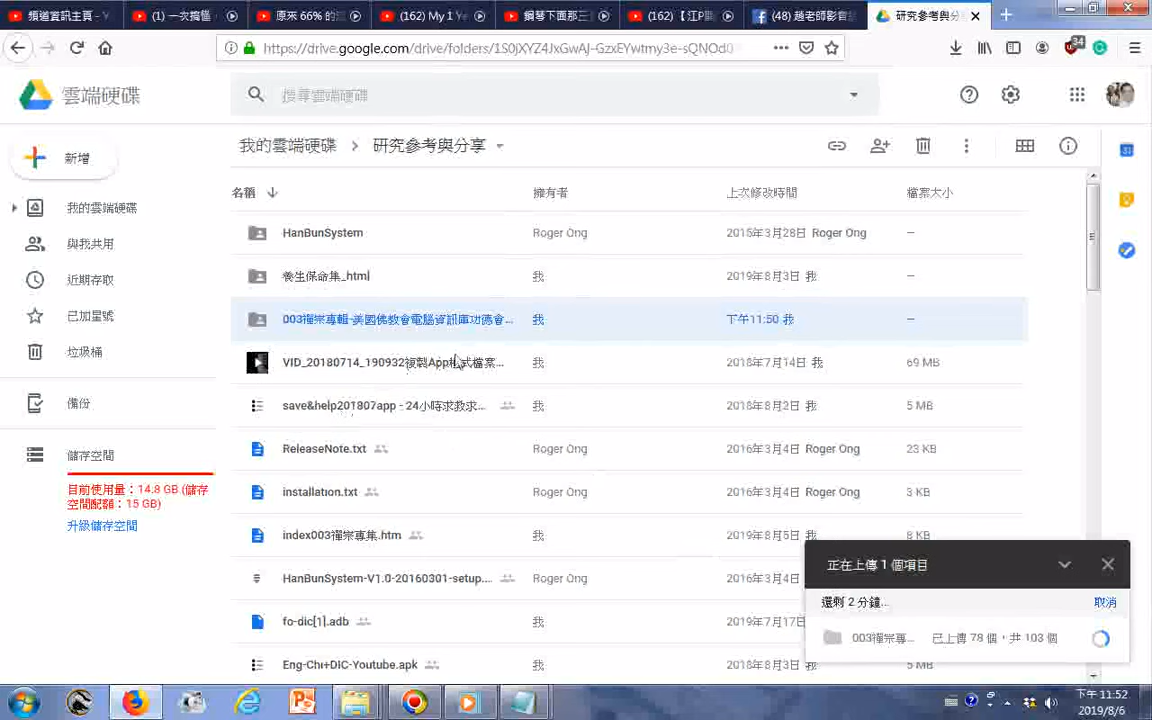 頻道資訊主頁 - Y
(1) 一次搞懂
原來 66% 的
(162) My 1 Ye
鋼琴下面那三
(162) 【江P
(48) 趙老師影音
研究參考與分享
https://drive.google.com/drive/folders/1S0jXYZ4JxGwAJ-GzxEYwtmy3e-sQNOd0
34
雲端硬碟
搜尋雲端硬碟
新增
我的雲端硬碟
與我共用
近期存取
已加星號
垃圾桶
備份
儲存空間
目前使用量：14.8 GB (儲存
空間配額：15 GB)
升級儲存空間
我的雲端硬碟 > 研究參考與分享
名稱 擁有者 上次修改時間 檔案大小
HanBunSystem Roger Ong 2015年3月28日 Roger Ong –
養生保命集_html 我 2019年8月3日 我 –
003禪宗專輯-美國佛教會電腦資訊庫功德會... 我 下午11:50 我 –
VID_20180714_190932複製App程式檔案... 我 2018年7月14日 我 69 MB
save&help201807app - 24小時求救求... 我 2018年8月2日 我 5 MB
ReleaseNote.txt Roger Ong 2016年3月4日 Roger Ong 23 KB
installation.txt Roger Ong 2016年3月4日 Roger Ong 3 KB
index003禪宗專集.htm 我 2019年8月5日 我 8 KB
HanBunSystem-V1.0-20160301-setup.... Roger Ong 2016年3月4日
fo-dic[1].adb 我 2019年7月17日
Eng-Chi+DIC-Youtube.apk 我 2018年8月3日 我 5 MB
正在上傳 1 個項目
還剩 2 分鐘... 取消
003禪宗專... 已上傳 78 個，共 103 個
下午 11:52
2019/8/6